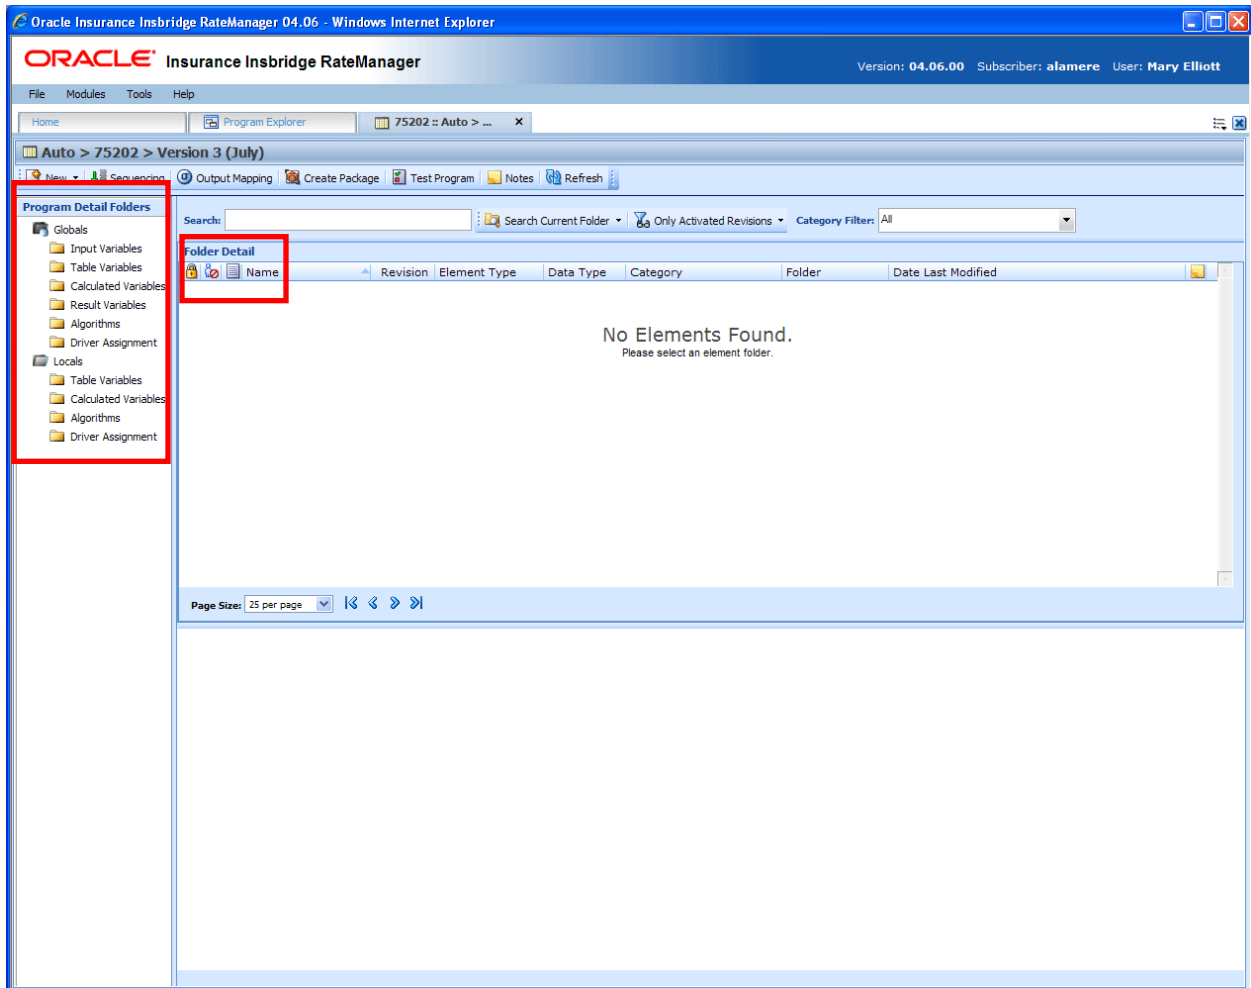 Oracle Insurance Insbridge RateManager 04.06 - Windows Internet Explorer
ORACLE Insurance Insbridge RateManager
Version: 04.06.00 Subscriber: alamere User: Mary Elliott
File Modules Tools Help
Home Program Explorer 75202 :: Auto > ... x
Auto > 75202 > Version 3 (July)
New Sequencing Output Mapping Create Package Test Program Notes Refresh
Program Detail Folders
Globals
Input Variables
Table Variables
Calculated Variables
Result Variables
Algorithms
Driver Assignment
Locals
Table Variables
Calculated Variables
Algorithms
Driver Assignment
Search: Search Current Folder Only Activated Revisions Category Filter: All
Folder Detail
Name Revision Element Type Data Type Category Folder Date Last Modified
No Elements Found.
Please select an element folder.
Page Size: 25 per page